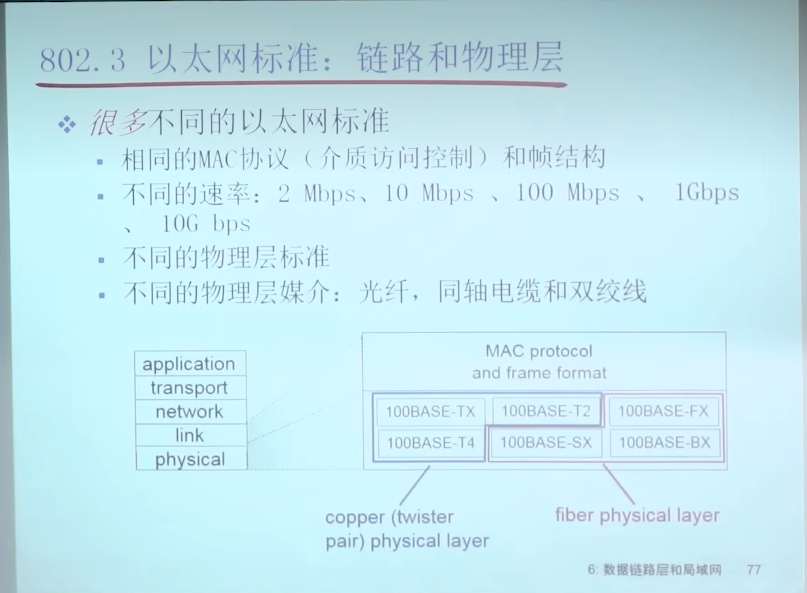 802.3 以太网标准：链路和物理层
很多不同的以太网标准
相同的MAC协议（介质访问控制）和帧结构
不同的速率：2 Mbps、10 Mbps 、100 Mbps 、 1Gbps
、 10G bps
不同的物理层标准
不同的物理层媒介：光纤，同轴电缆和双绞线
application
transport
network
link
physical
MAC protocol
and frame format
100BASE-TX 100BASE-T2 100BASE-FX
100BASE-T4 100BASE-SX 100BASE-BX
copper (twister
pair) physical layer
fiber physical layer
6: 数据链路层和局域网 77